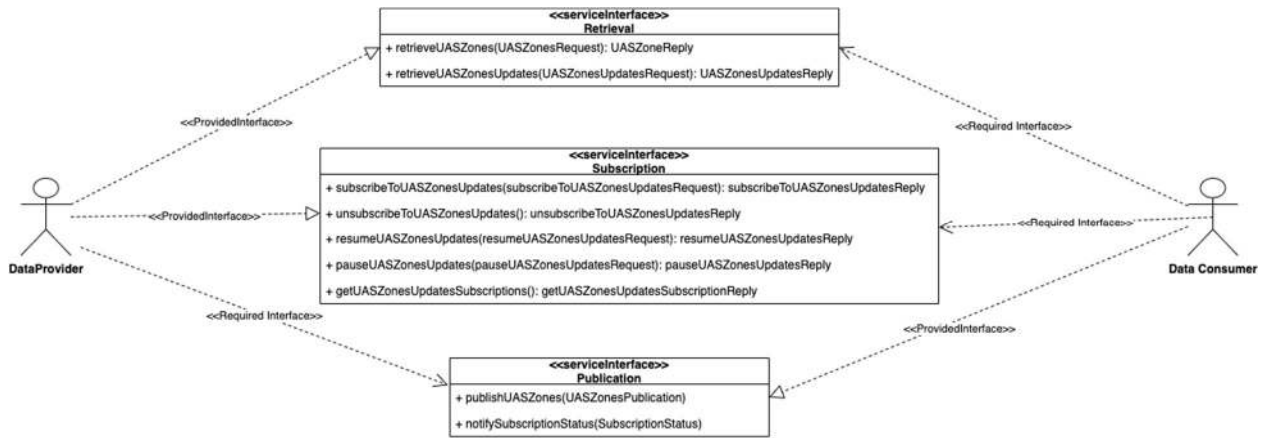 <<serviceInterface>>
Retrieval
+ retrieveUASZones(UASZonesRequest): UASZoneReply
+ retrieveUASZonesUpdates(UASZonesUpdatesRequest): UASZonesUpdatesReply
<<ProvidedInterface>>
<<Required Interface>>
<<serviceInterface>>
Subscription
+ subscribeToUASZonesUpdates(subscribeToUASZonesUpdatesRequest): subscribeToUASZonesUpdatesReply
+ unsubscribeToUASZonesUpdates(): unsubscribeToUASZonesUpdatesReply
+ resumeUASZonesUpdates(resumeUASZonesUpdatesRequest): resumeUASZonesUpdatesReply
+ pauseUASZonesUpdates(pauseUASZonesUpdatesRequest): pauseUASZonesUpdatesReply
+ getUASZonesUpdatesSubscriptions(): getUASZonesUpdatesSubscriptionReply
<<ProvidedInterface>>
<<Required Interface>>
DataProvider
Data Consumer
<<Required Interface>>
<<ProvidedInterface>>
<<serviceInterface>>
Publication
+ publishUASZones(UASZonesPublication)
+ notifySubscriptionStatus(SubscriptionStatus)